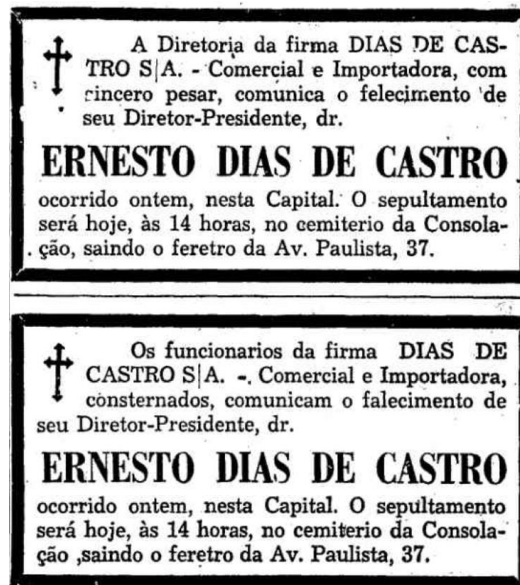 A Diretoria da firma DIAS DE CAS-
TRO S|A. - Comercial e Importadora, com
sincero pesar, comunica o felecimento de
seu Diretor-Presidente, dr.
ERNESTO DIAS DE CASTRO
ocorrido ontem, nesta Capital. O sepultamento
será hoje, às 14 horas, no cemiterio da Consola-
ção, saindo o feretro da Av. Paulista, 37.
Os funcionarios da firma DIAS DE
CASTRO S|A. - Comercial e Importadora,
consternados, comunicam o falecimento de
seu Diretor-Presidente, dr.
ERNESTO DIAS DE CASTRO
ocorrido ontem, nesta Capital. O sepultamento
será hoje, às 14 horas, no cemiterio da Consola-
ção ,saindo o feretro da Av. Paulista, 37.